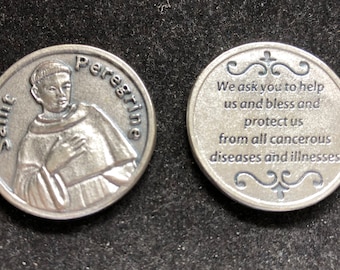 Saint Peregrine
We ask you to help
us and bless and
protect us
from all cancerous
diseases and illnesses